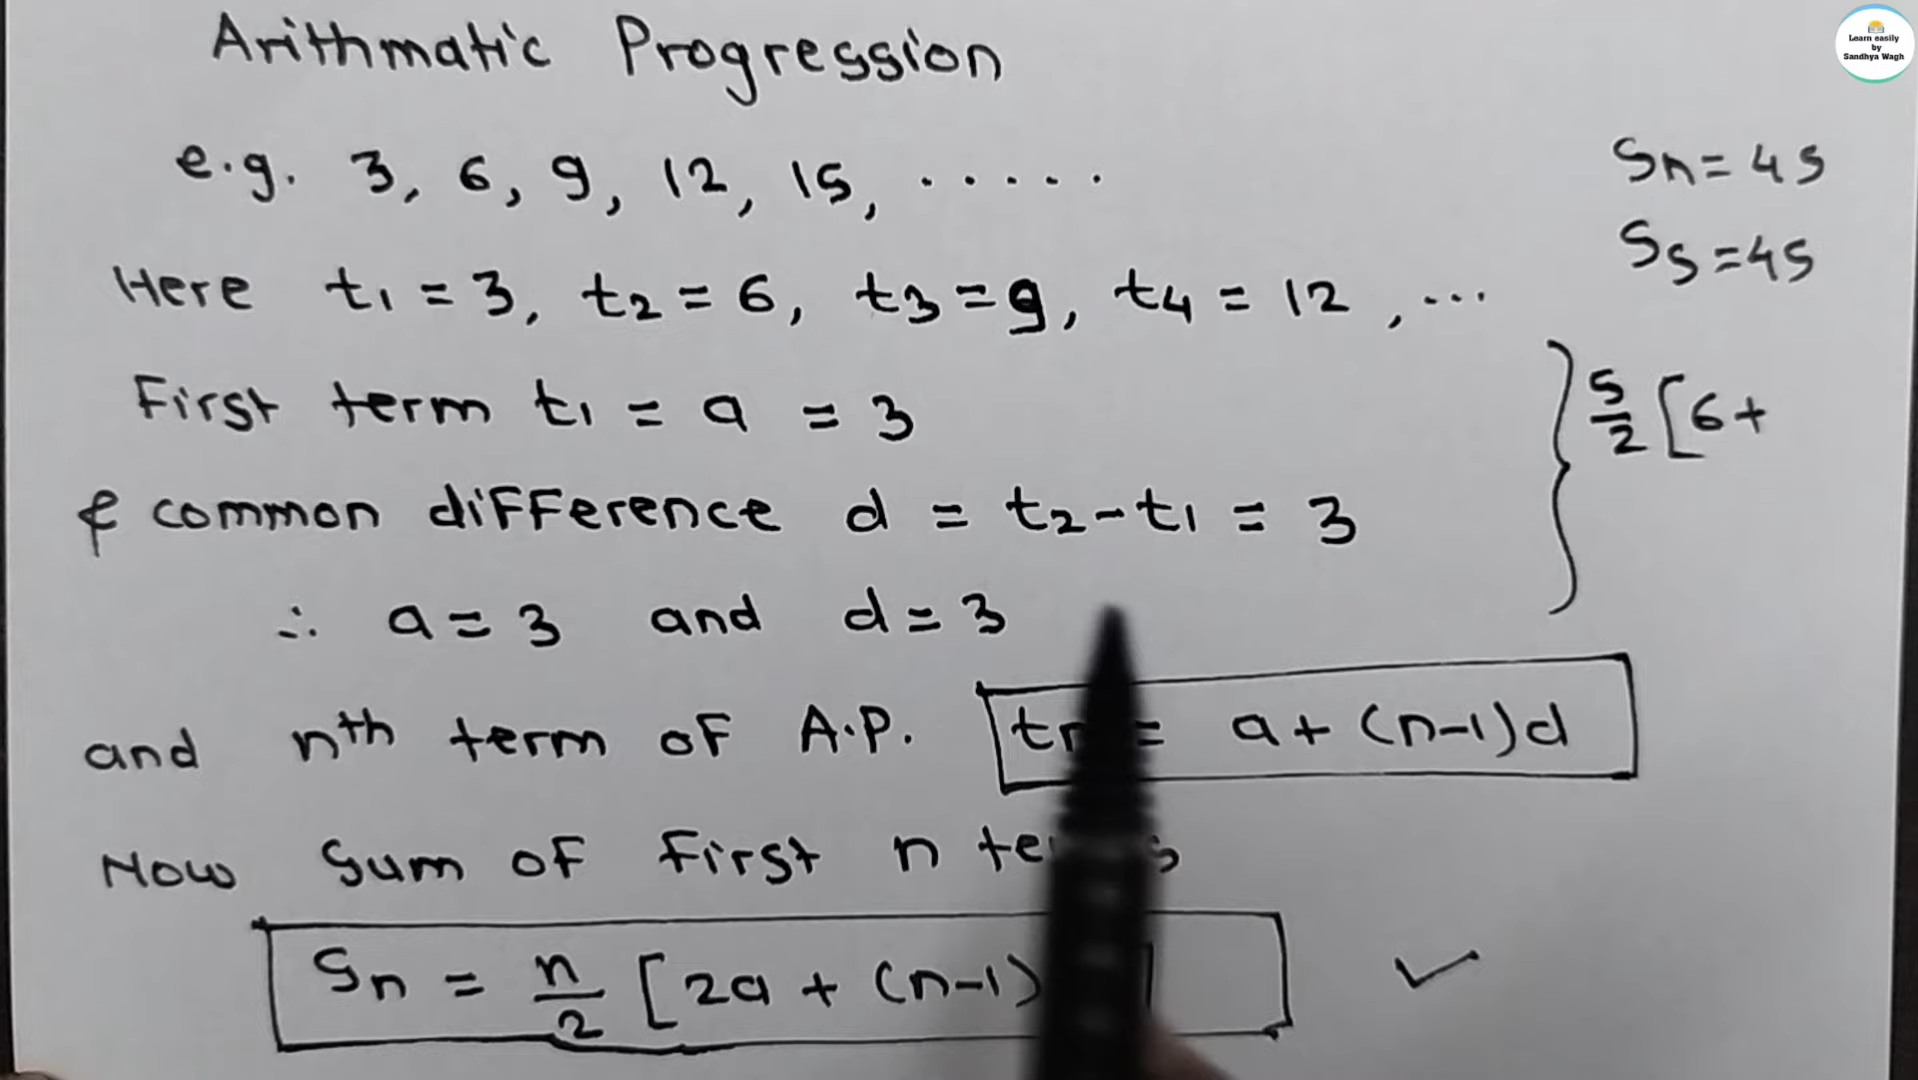 Arithmatic Progression
e.g. 3, 6, 9, 12, 15, .....
Here t1 = 3, t2 = 6, t3 = 9, t4 = 12, ...
First term t1 = a = 3
& common difference d = t2 - t1 = 3
∴ a = 3 and d = 3
and nth term of A.P. = a + (n-1)d
Now Sum of First n
Sn = n/2 [2a + (n-1) ]
✓
Sn = 45
S5 = 45
} 5/2 [6 +
Learn easily
by
Sandhya Wagh